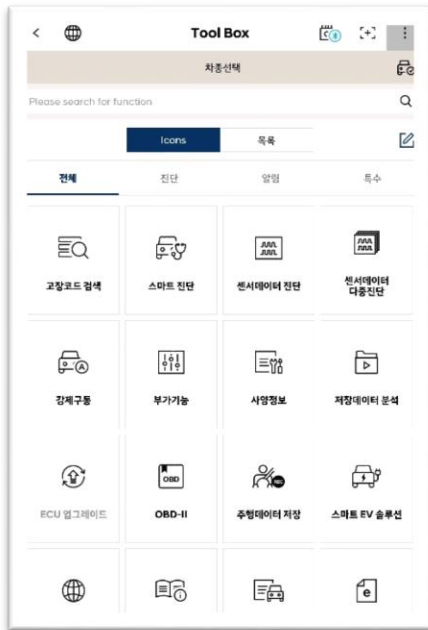 Tool Box
차종선택
Please search for function
Icons 목록
전체 진단 알림 특수
고장코드 검색 스마트 진단 센서데이터 진단 센서데이터
다중진단
강제구동 부가기능 사양정보 저장데이터 분석
OBD
REC
ECU 업그레이드 OBD-II 주행데이터 저장 스마트 EV 솔루션